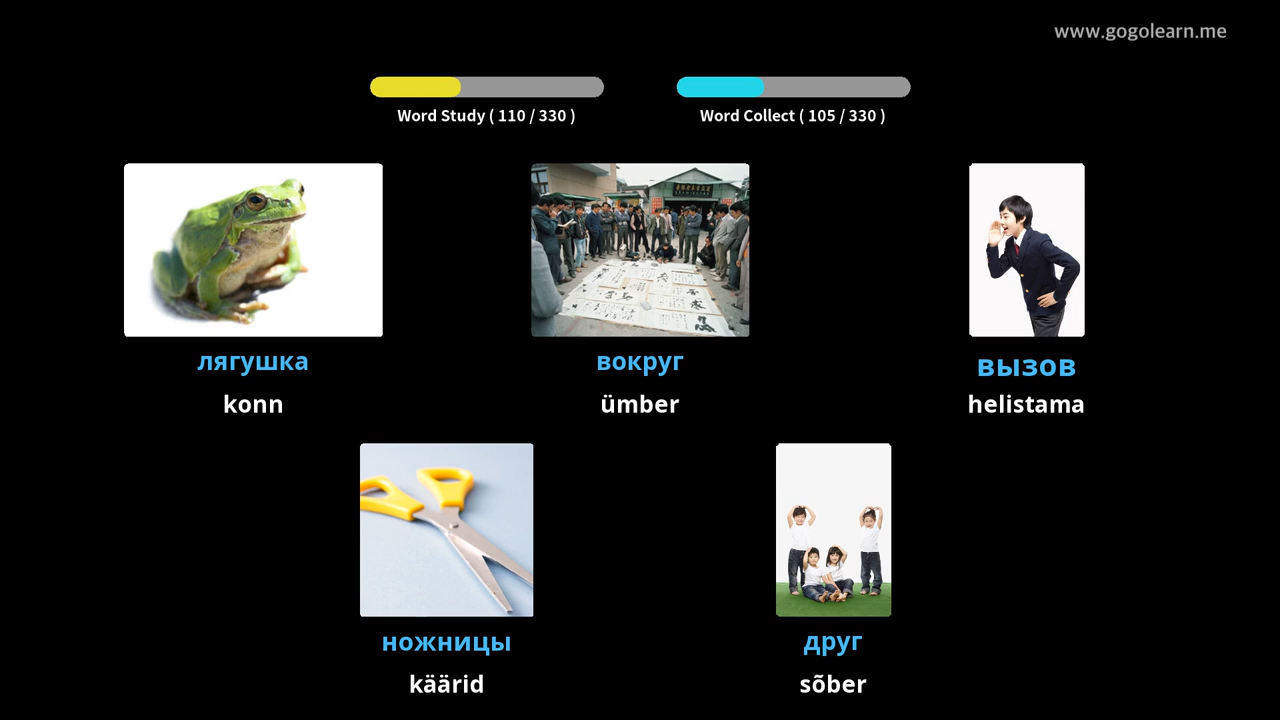 www.gogolearn.me
Word Study ( 110 / 330 )
Word Collect ( 105 / 330 )
лягушка
konn
вокруг
ümber
вызов
helistama
ножницы
käärid
друг
sõber